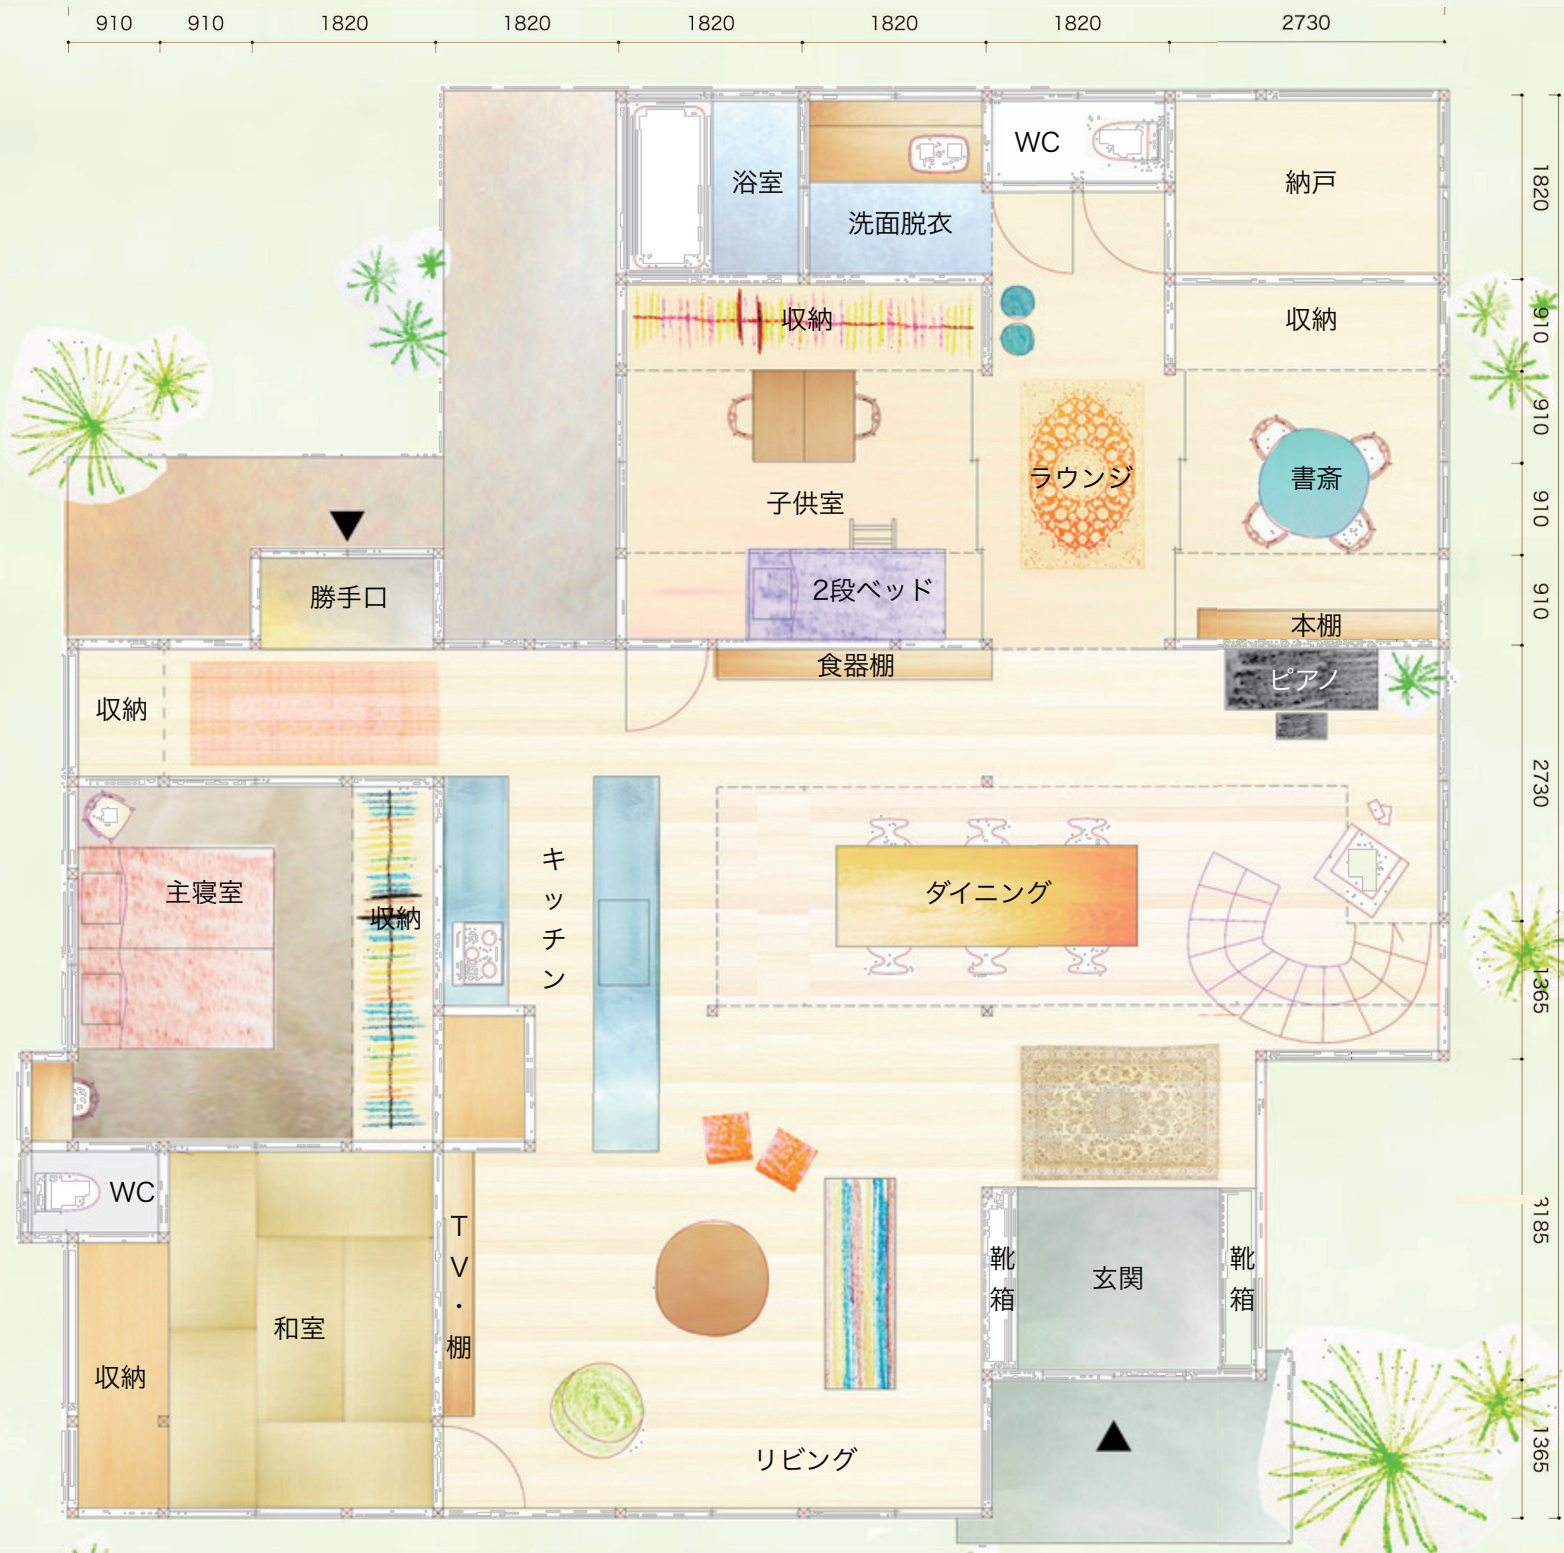 910 910 1820 1820 1820 1820 1820 2730
WC
浴室
納戸
1820
洗面脱衣
収納
収納
910
910
ラウンジ
書斎
子供室
910
勝手口
2段ベッド
910
本棚
食器棚
ピアノ
収納
2730
キッチン
主寝室
ダイニング
収納
1365
WC
TV・棚
3185
靴箱
玄関
靴箱
和室
収納
リビング
1365